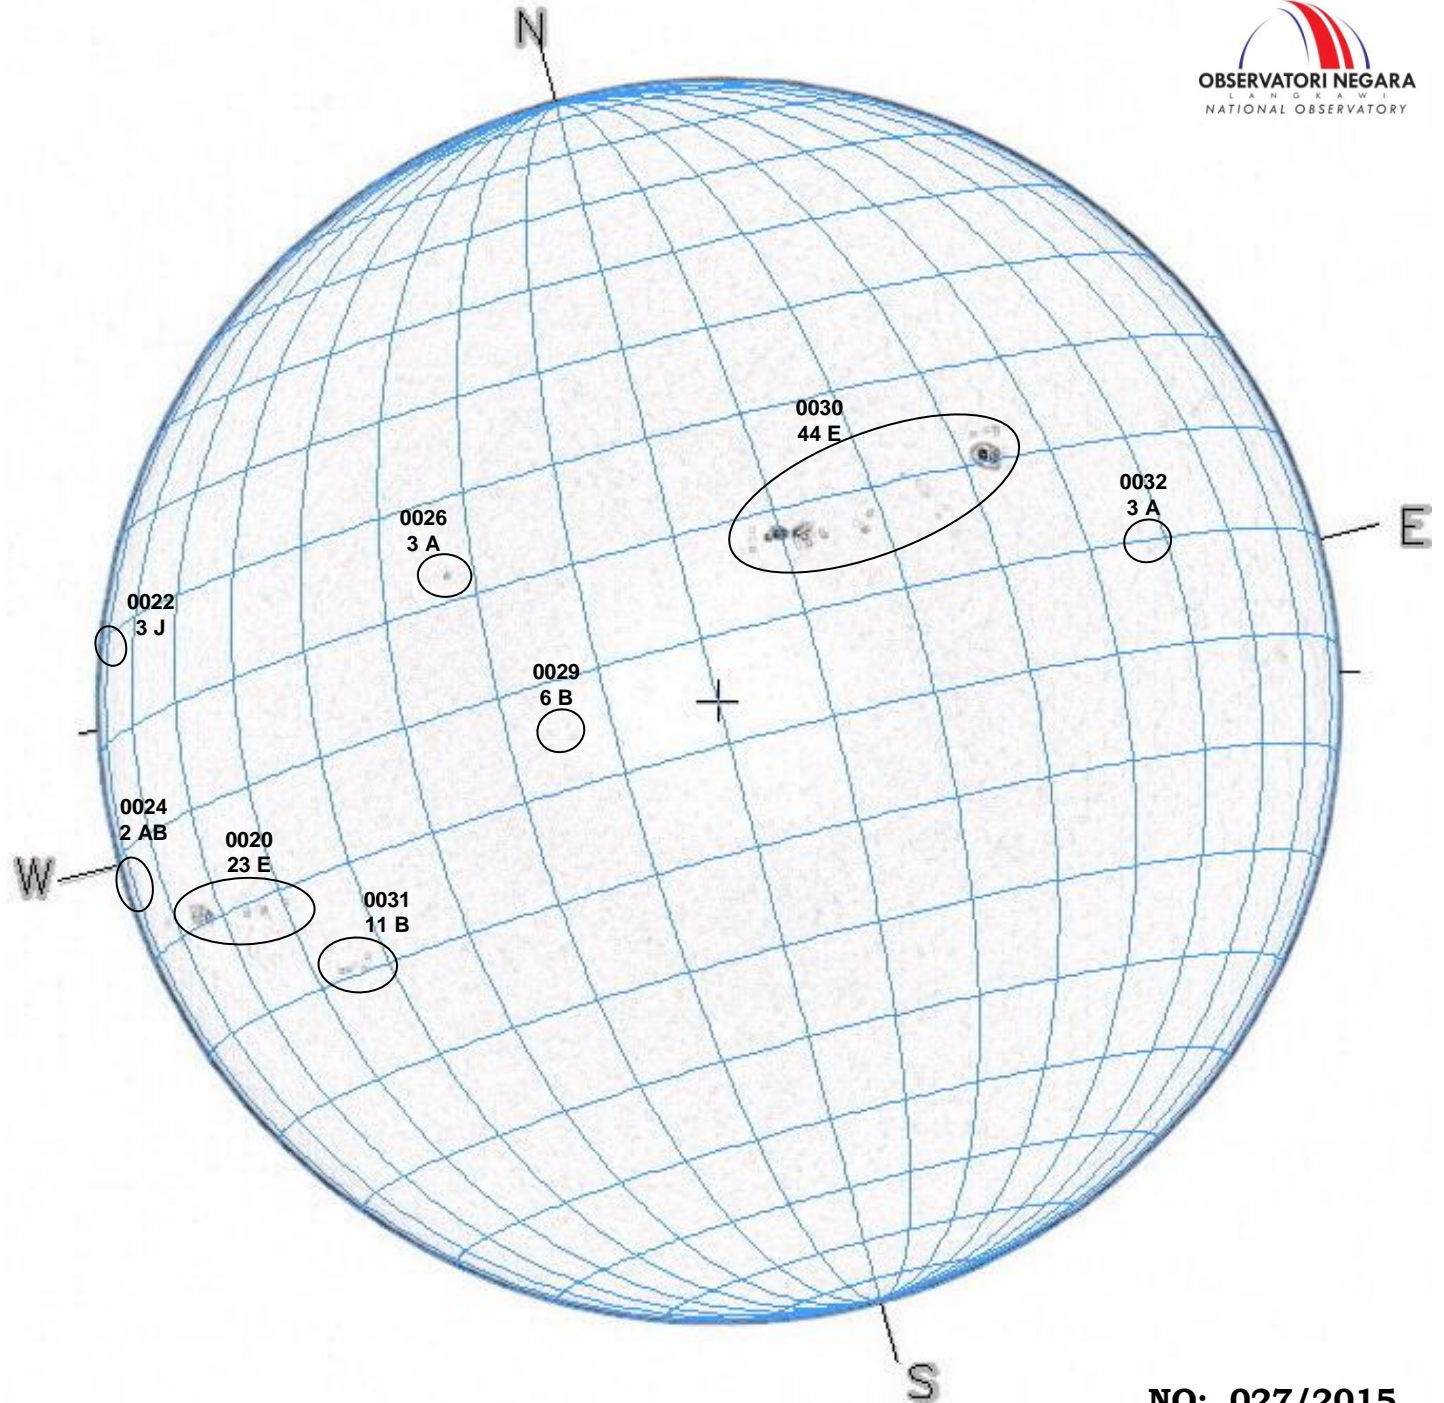 N
OBSERVATORI NEGARA
LANGKAWI
NATIONAL OBSERVATORY
0030
44 E
0032
3 A
E
0026
3 A
0022
3 J
0029
6 B
0024
2 AB
0020
23 E
W
0031
11 B
S
NO: 027/2015